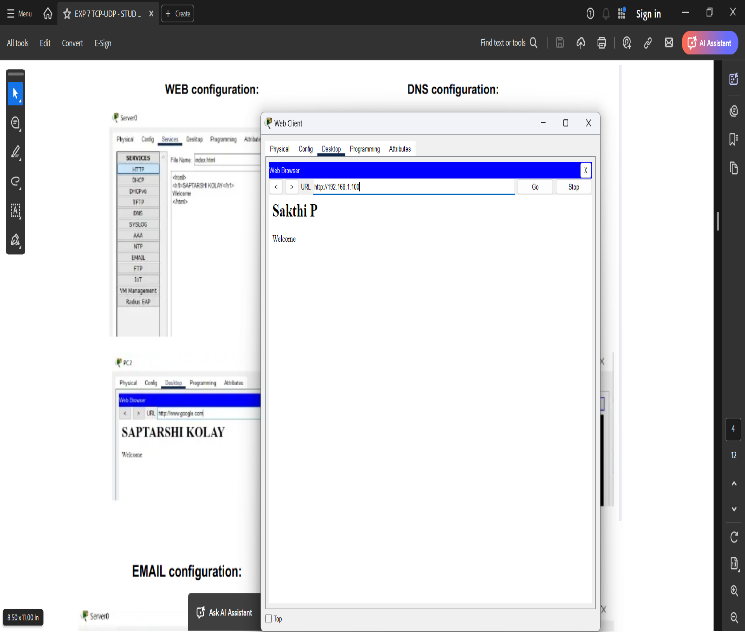 Menu
EXP 7 TCP-UDP - STUD ...
Create
Sign in
All tools
Edit
Convert
E-Sign
Find text or tools
AI Assistant
WEB configuration:
DNS configuration:
Server0
Physical Config Services Desktop Programming Attribute
SERVICES
HTTP
DHCP
DHCPv6
TFTP
DNS
SYSLOG
AAA
NTP
EMAIL
FTP
IoT
VM Management
Radius EAP
File Name: index.html
<html>
<h1>SAPTARSHI KOLAY</h1>
Welcome
</html>
Web Client
Physical Config Desktop Programming Attributes
Web Browser X
< > URL http://192.168.1.100 Go Stop
Sakthi P
Welcome
PC2
Physical Config Desktop Programming Attributes
Web Browser
< > URL http://www.google.com
SAPTARSHI KOLAY
Welcome
4
12
EMAIL configuration:
Server0
Ask AI Assistant
Top
8.50 x 11.00 in